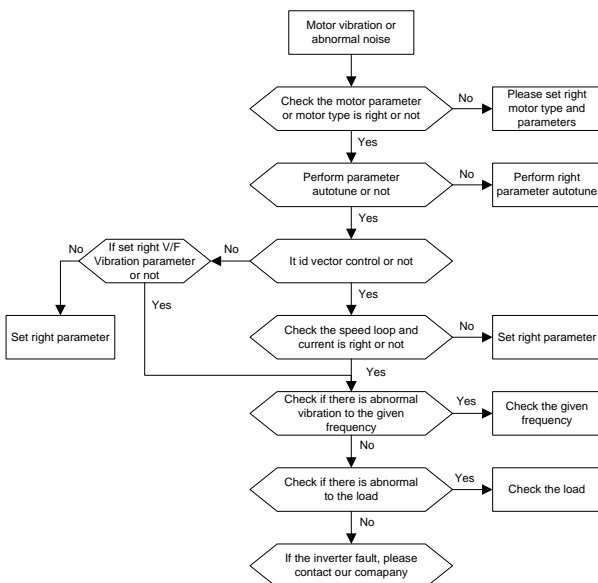 Motor vibration or
abnormal noise
Check the motor parameter
or motor type is right or not
No
Please set right
motor type and
parameters
Yes
Perform parameter
autotune or not
No
Perform right
parameter autotune
Yes
If set right V/F
Vibration parameter
or not
No
No
It id vector control or not
Yes
Yes
Set right parameter
Check the speed loop and
current is right or not
No
Set right parameter
Yes
Check if there is abnormal
vibration to the given
frequency
Yes
Check the given
frequency
No
Check if there is abnormal
to the load
Yes
Check the load
No
If the inverter fault, please
contact our comapany